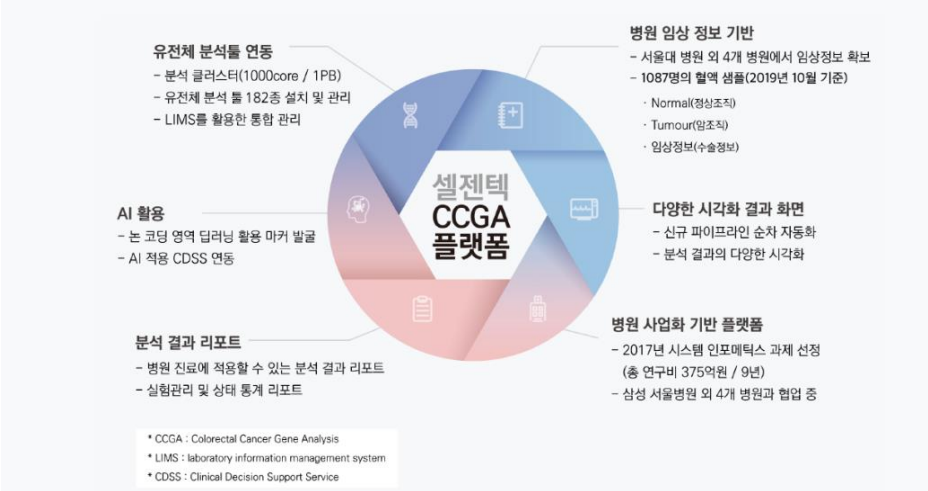 유전체 분석툴 연동
- 분석 클러스터(1000core / 1PB)
- 유전체 분석 툴 182종 설치 및 관리
- LIMS를 활용한 통합 관리
병원 임상 정보 기반
- 서울대 병원 외 4개 병원에서 임상정보 확보
- 1087명의 혈액 샘플(2019년 10월 기준)
· Normal(정상조직)
· Tumour(암조직)
· 임상정보(수술정보)
셀젠텍
CCGA
플랫폼
AI 활용
- 논 코딩 영역 딥러닝 활용 마커 발굴
- AI 적용 CDSS 연동
다양한 시각화 결과 화면
- 신규 파이프라인 순차 자동화
- 분석 결과의 다양한 시각화
분석 결과 리포트
- 병원 진료에 적용할 수 있는 분석 결과 리포트
- 실험관리 및 상태 통계 리포트
병원 사업화 기반 플랫폼
- 2017년 시스템 인포메틱스 과제 선정
(총 연구비 375억원 / 9년)
- 삼성 서울병원 외 4개 병원과 협업 중
* CCGA : Colorectal Cancer Gene Analysis
* LIMS : laboratory information management system
* CDSS : Clinical Decision Support Service